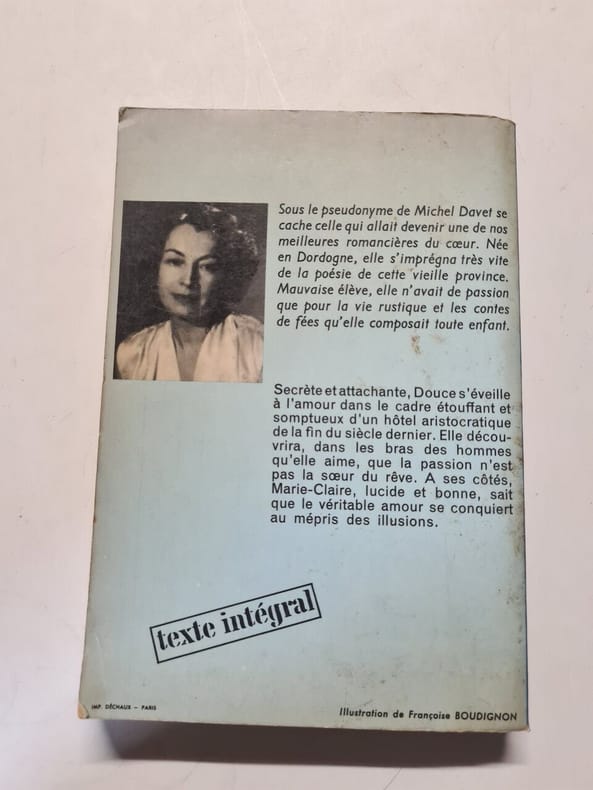 Sous le pseudonyme de Michel Davet se
cache celle qui allait devenir une de nos
meilleures romancières du cœur. Née
en Dordogne, elle s'imprégna très vite
de la poésie de cette vieille province.
Mauvaise élève, elle n'avait de passion
que pour la vie rustique et les contes
de fées qu'elle composait toute enfant.
Secrète et attachante, Douce s'éveille
à l'amour dans le cadre étouffant et
somptueux d'un hôtel aristocratique
de la fin du siècle dernier. Elle décou-
vrira, dans les bras des hommes
qu'elle aime, que la passion n'est
pas la sœur du rêve. A ses côtés,
Marie-Claire, lucide et bonne, sait
que le véritable amour se conquiert
au mépris des illusions.
texte intégral
IMP. DÉCHAUX – PARIS
Illustration de Françoise BOUDIGNON